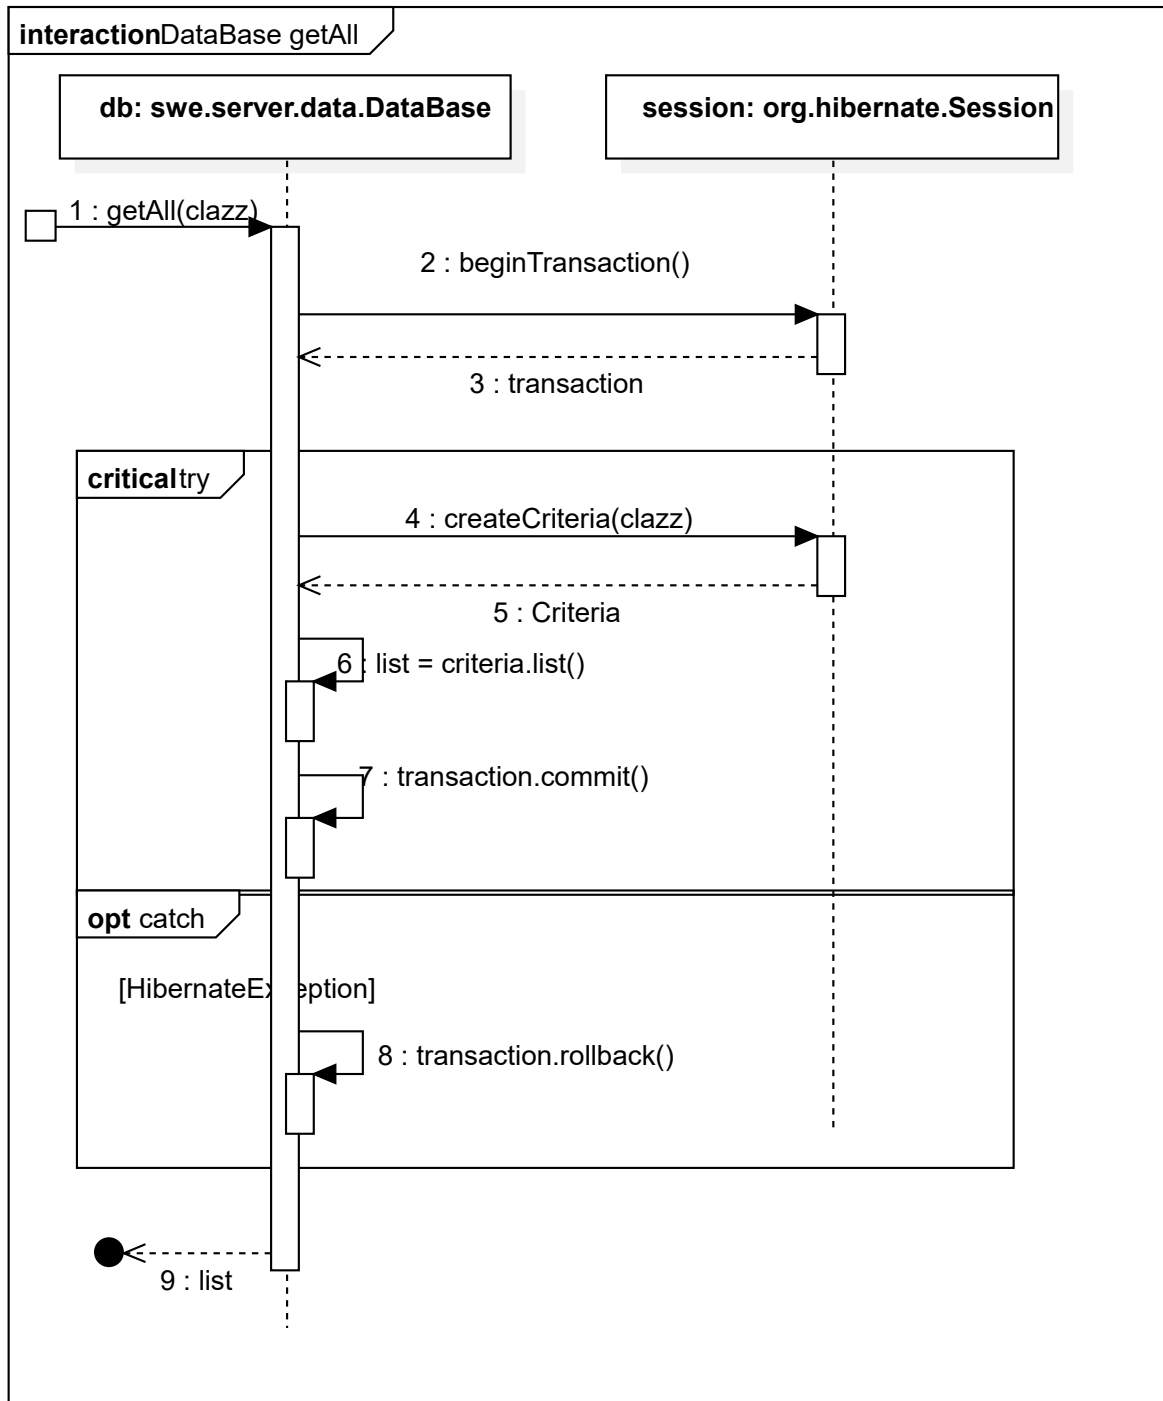 interactionDataBase getAll
db: swe.server.data.DataBase
session: org.hibernate.Session
1 : getAll(clazz)
2 : beginTransaction()
3 : transaction
criticaltry
4 : createCriteria(clazz)
5 : Criteria
6 : list = criteria.list()
7 : transaction.commit()
opt catch
[HibernateException]
8 : transaction.rollback()
9 : list